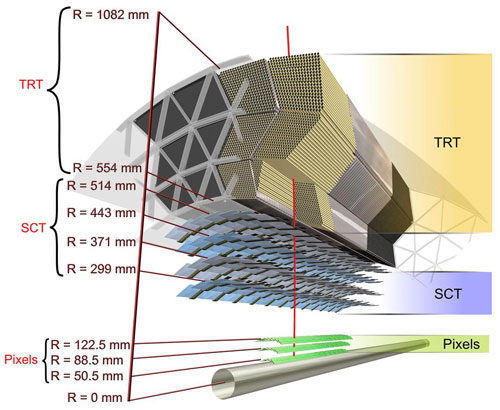 R = 1082 mm
TRT
TRT
R = 554 mm
R = 514 mm
R = 443 mm
SCT
R = 371 mm
R = 299 mm
SCT
R = 122.5 mm
Pixels
R = 88.5 mm
Pixels
R = 50.5 mm
R = 0 mm